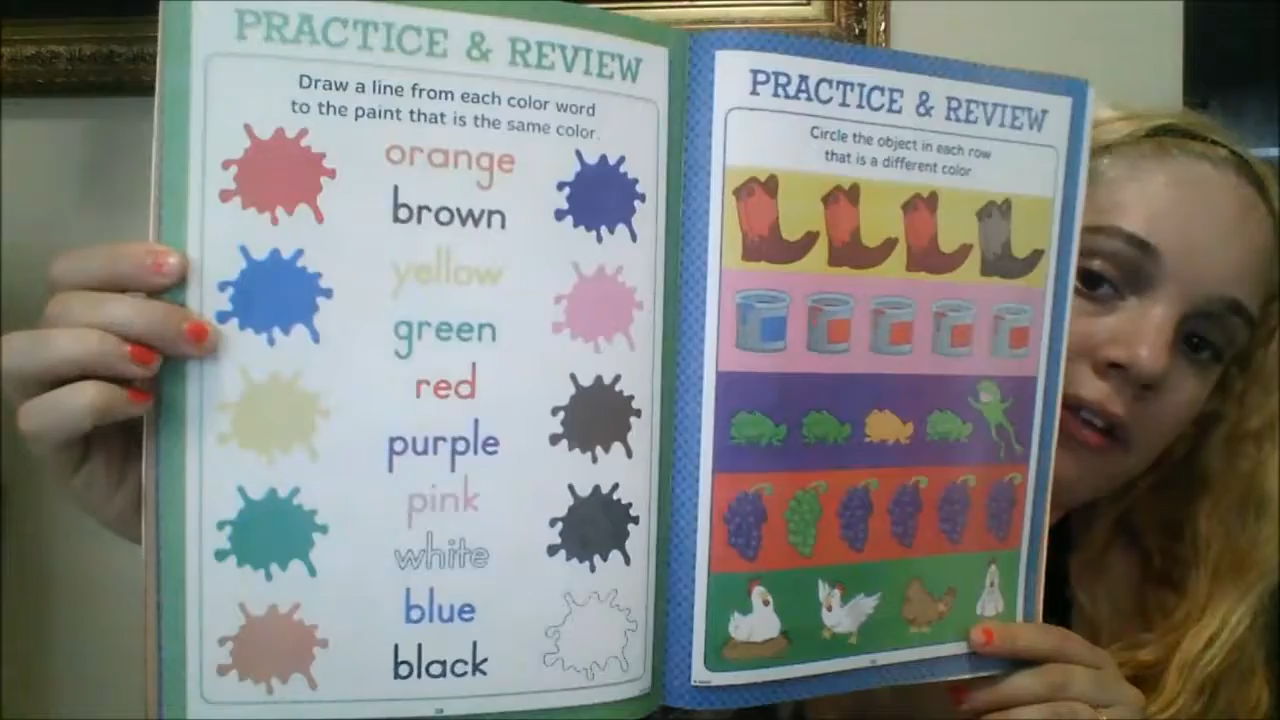 PRACTICE & REVIEW
Draw a line from each color word
to the paint that is the same color.
orange
brown
yellow
green
red
purple
pink
white
blue
black
PRACTICE & REVIEW
Circle the object in each row
that is a different color